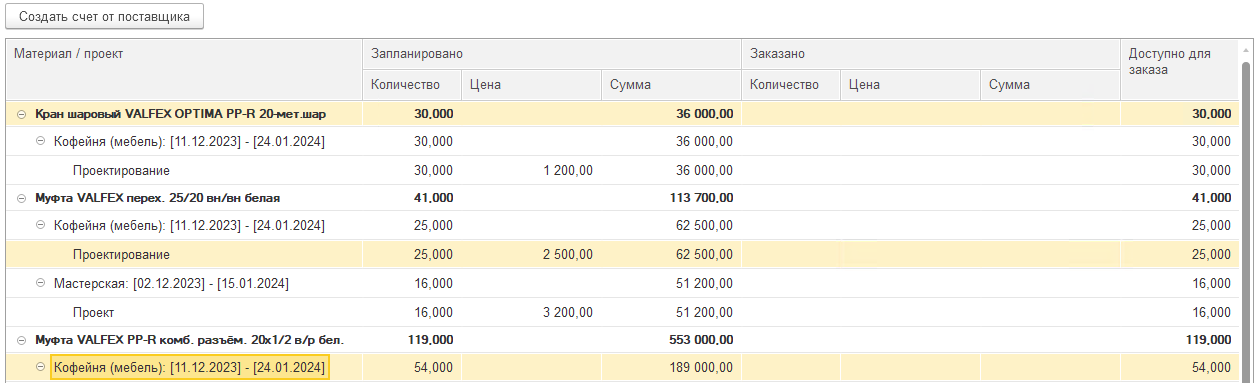 Создать счет от поставщика
Материал / проект Запланировано Заказано Доступно для заказа
Количество Цена Сумма Количество Цена Сумма
Кран шаровый VALFEX OPTIMA PP-R 20-мет.шар 30,000 36 000,00 30,000
Кофейня (мебель): [11.12.2023] - [24.01.2024] 30,000 36 000,00 30,000
Проектирование 30,000 1 200,00 36 000,00 30,000
Муфта VALFEX перех. 25/20 вн/вн белая 41,000 113 700,00 41,000
Кофейня (мебель): [11.12.2023] - [24.01.2024] 25,000 62 500,00 25,000
Проектирование 25,000 2 500,00 62 500,00 25,000
Мастерская: [02.12.2023] - [15.01.2024] 16,000 51 200,00 16,000
Проект 16,000 3 200,00 51 200,00 16,000
Муфта VALFEX PP-R комб. разъём. 20x1/2 в/р бел. 119,000 553 000,00 119,000
Кофейня (мебель): [11.12.2023] - [24.01.2024] 54,000 189 000,00 54,000